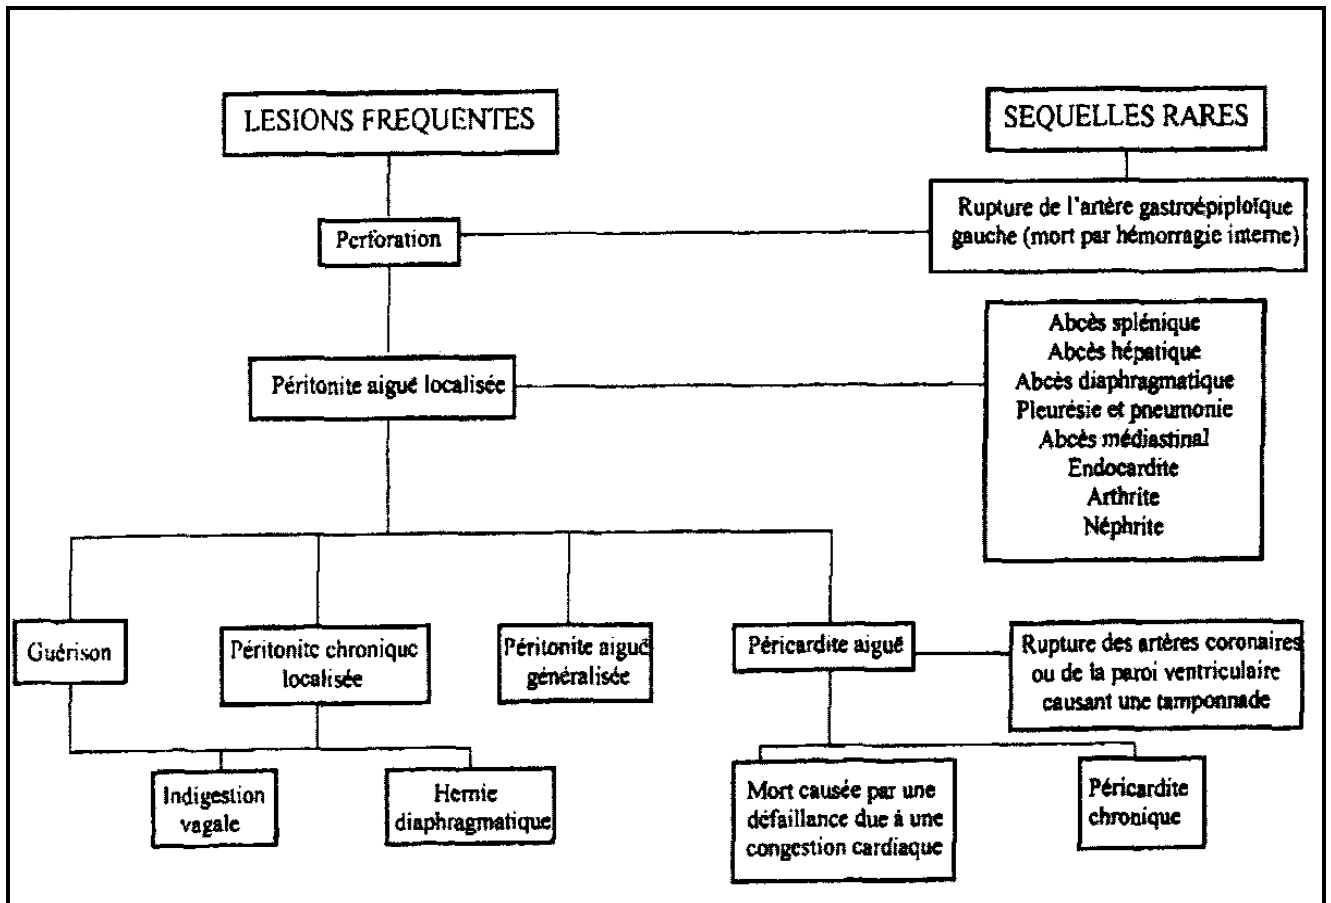 LESIONS FREQUENTES
SEQUELLES RARES
Perforation
Rupture de l'artère gastroépiploïque
gauche (mort par hémorragie interne)
Péritonite aiguë localisée
Abcès splénique
Abcès hépatique
Abcès diaphragmatique
Pleurésie et pneumonie
Abcès médiastinal
Endocardite
Arthrite
Néphrite
Guérison
Péritonite chronique
localisée
Péritonite aiguë
généralisée
Péricardite aiguë
Rupture des artères coronaires
ou de la paroi ventriculaire
causant une tamponnade
Indigestion
vagale
Hernie
diaphragmatique
Mort causée par une
défaillance due à une
congestion cardiaque
Péricardite
chronique